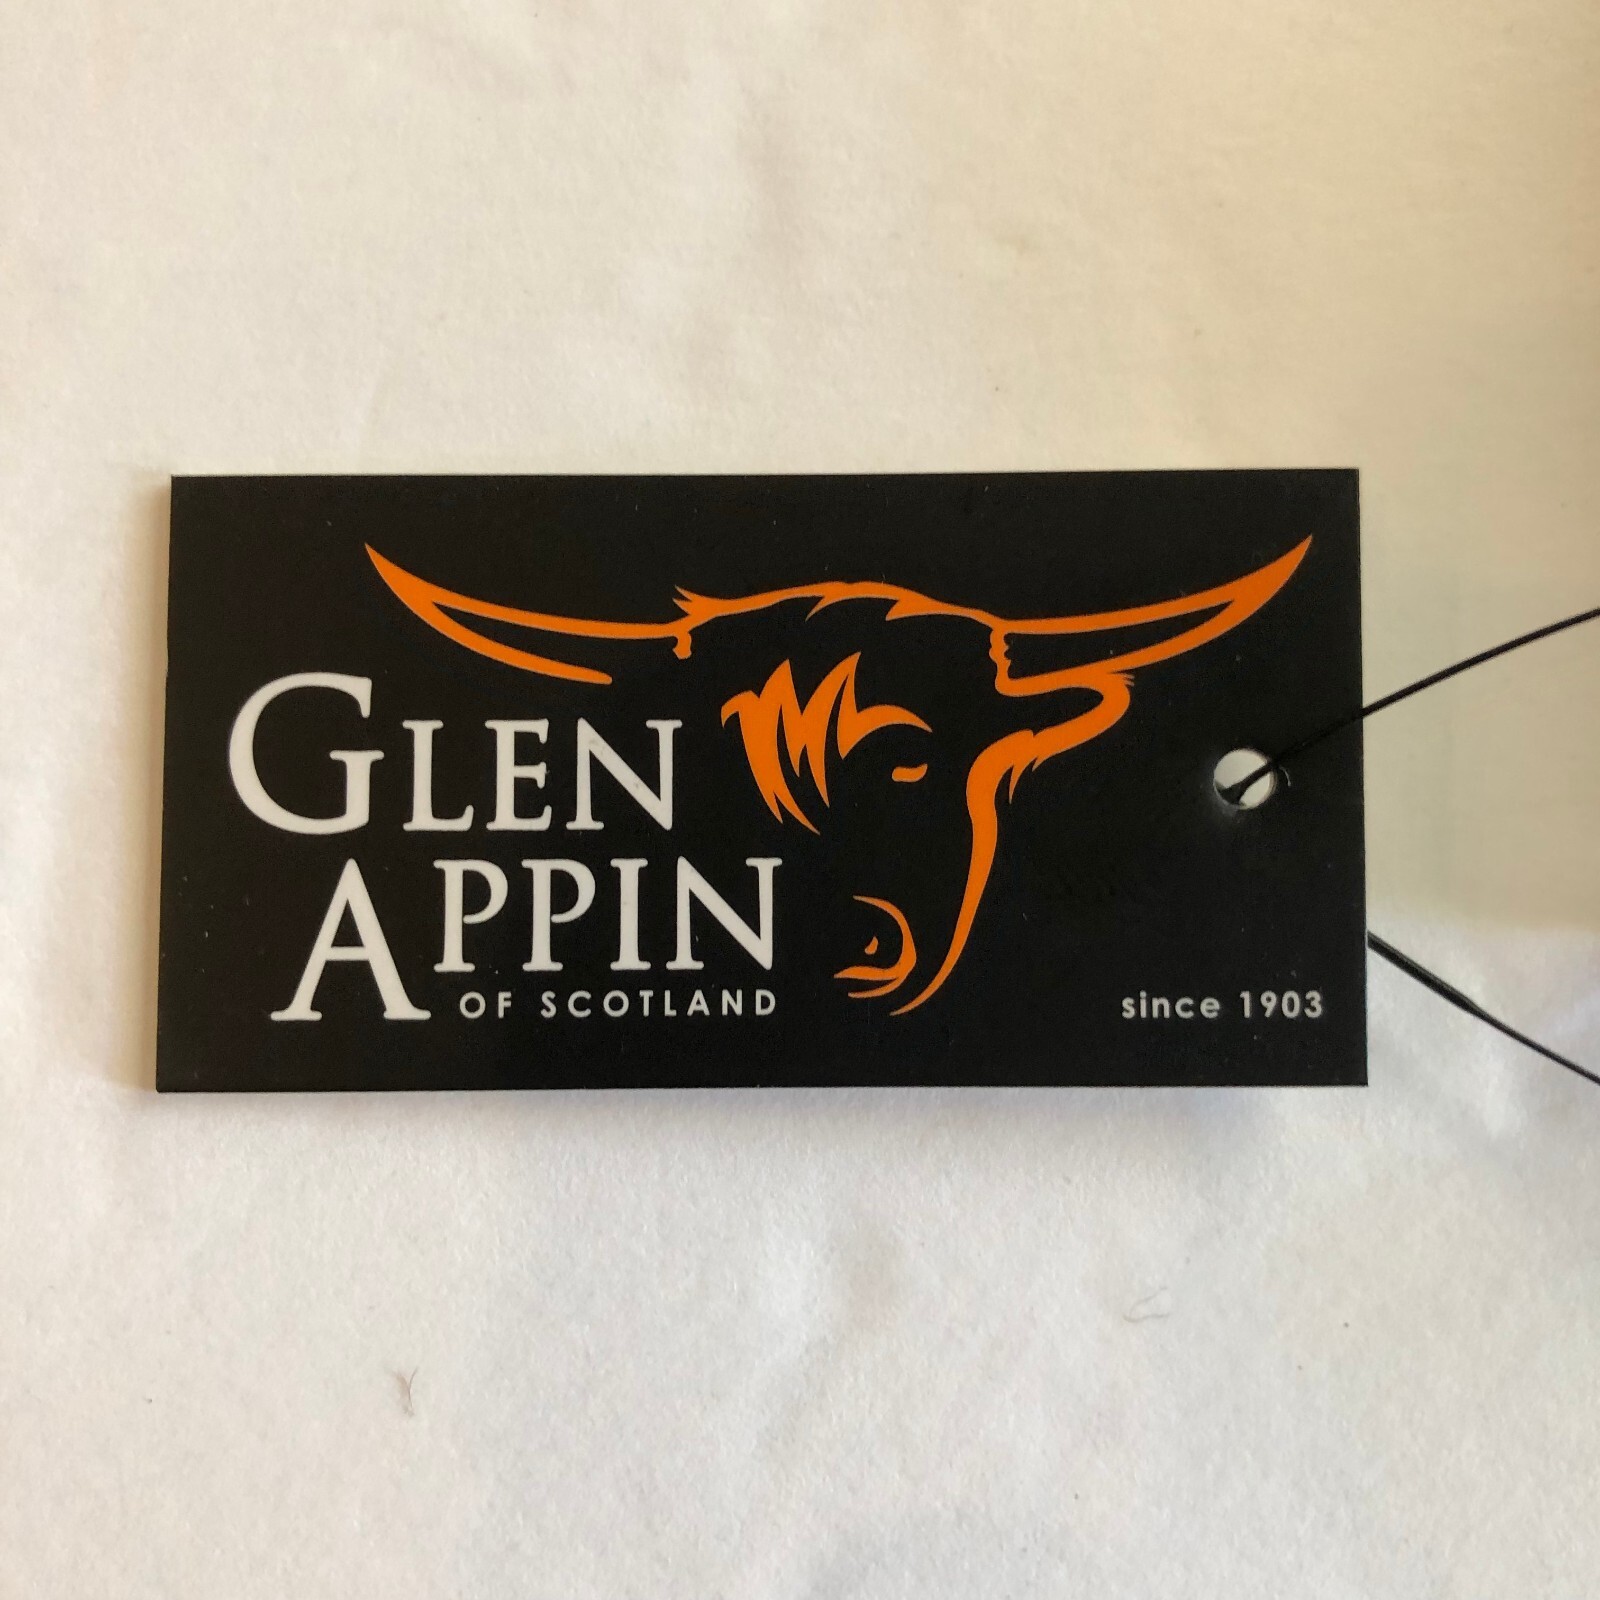 GLEN
APPIN
OF SCOTLAND
since 1903